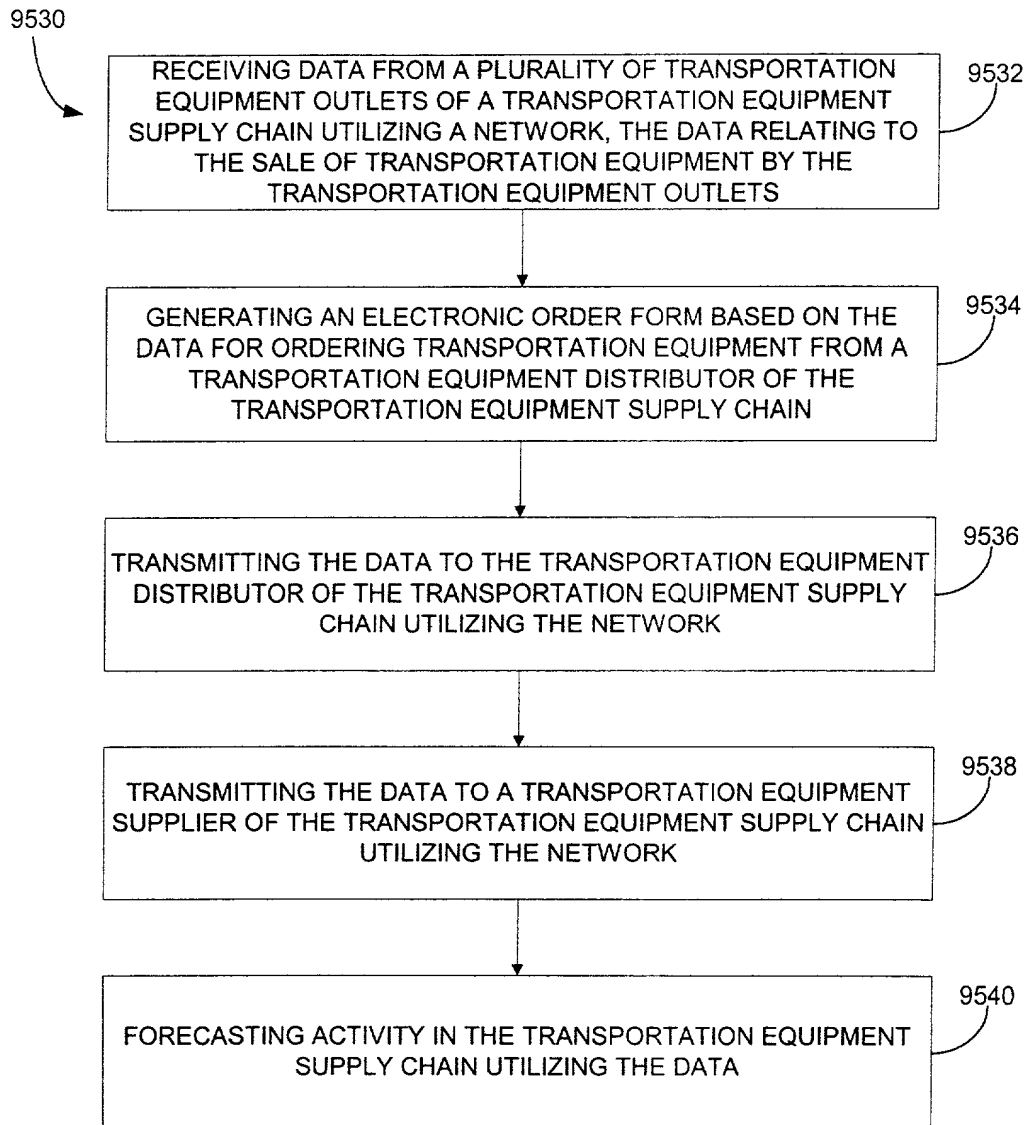 9530
RECEIVING DATA FROM A PLURALITY OF TRANSPORTATION
EQUIPMENT OUTLETS OF A TRANSPORTATION EQUIPMENT
SUPPLY CHAIN UTILIZING A NETWORK, THE DATA RELATING TO
THE SALE OF TRANSPORTATION EQUIPMENT BY THE
TRANSPORTATION EQUIPMENT OUTLETS
9532
GENERATING AN ELECTRONIC ORDER FORM BASED ON THE
DATA FOR ORDERING TRANSPORTATION EQUIPMENT FROM A
TRANSPORTATION EQUIPMENT DISTRIBUTOR OF THE
TRANSPORTATION EQUIPMENT SUPPLY CHAIN
9534
TRANSMITTING THE DATA TO THE TRANSPORTATION EQUIPMENT
DISTRIBUTOR OF THE TRANSPORTATION EQUIPMENT SUPPLY
CHAIN UTILIZING THE NETWORK
9536
TRANSMITTING THE DATA TO A TRANSPORTATION EQUIPMENT
SUPPLIER OF THE TRANSPORTATION EQUIPMENT SUPPLY CHAIN
UTILIZING THE NETWORK
9538
FORECASTING ACTIVITY IN THE TRANSPORTATION EQUIPMENT
SUPPLY CHAIN UTILIZING THE DATA
9540